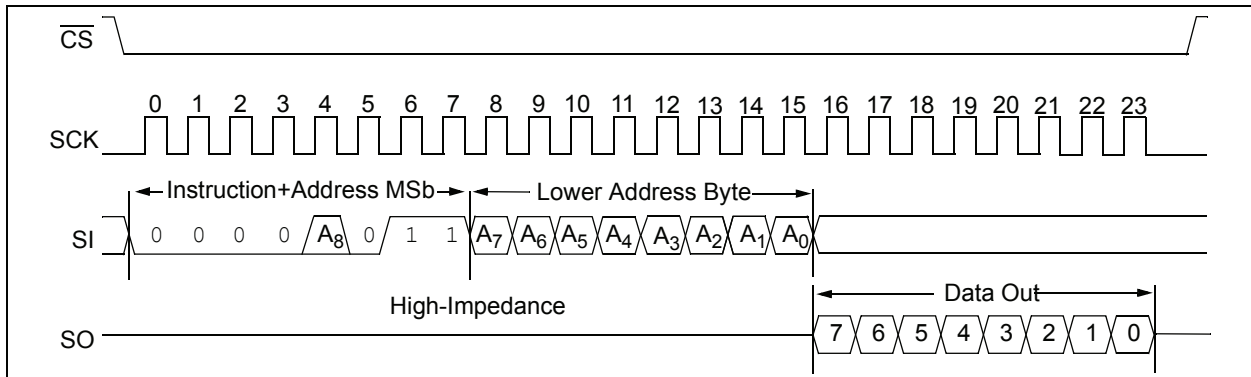 CS
0 1 2 3 4 5 6 7 8 9 10 11 12 13 14 15 16 17 18 19 20 21 22 23
SCK
Instruction+Address MSb Lower Address Byte
SI 0 0 0 0 A8 0 1 1 A7 A6 A5 A4 A3 A2 A1 A0
High-Impedance Data Out
SO 7 6 5 4 3 2 1 0